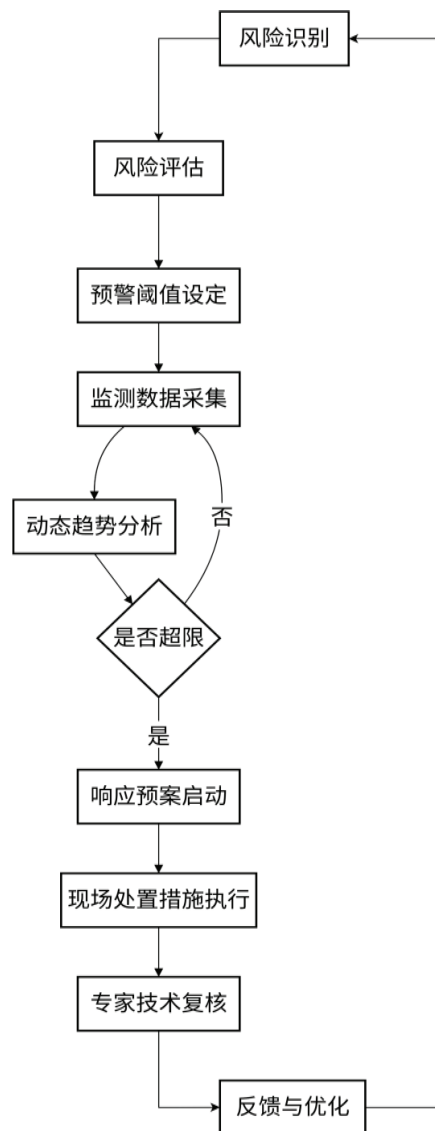 风险识别
风险评估
预警阈值设定
监测数据采集
动态趋势分析
否
是否超限
是
响应预案启动
现场处置措施执行
专家技术复核
反馈与优化